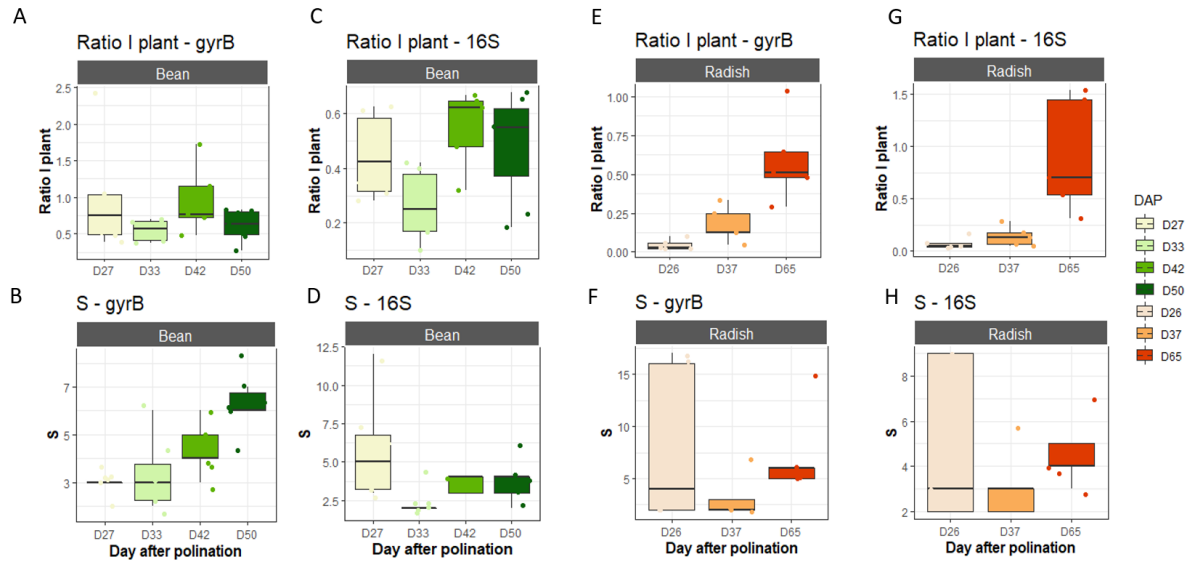 A
Ratio I plant - gyrB
Bean
Ratio I plant
2.5
2.0
1.5
1.0
0.5
D27 D33 D42 D50
B
S - gyrB
Bean
S
7
5
3
D27 D33 D42 D50
Day after polination
C
Ratio I plant - 16S
Bean
Ratio I plant
0.6
0.4
0.2
D27 D33 D42 D50
D
S - 16S
Bean
S
12.5
10.0
7.5
5.0
2.5
D27 D33 D42 D50
Day after polination
E
Ratio I plant - gyrB
Radish
Ratio I plant
1.00
0.75
0.50
0.25
0.00
D26 D37 D65
F
S - gyrB
Radish
S
15
10
5
D26 D37 D65
Day after polination
G
Ratio I plant - 16S
Radish
Ratio I plant
1.5
1.0
0.5
0.0
D26 D37 D65
H
S - 16S
Radish
S
8
6
4
2
D26 D37 D65
Day after polination
DAP
D27
D33
D42
D50
D26
D37
D65